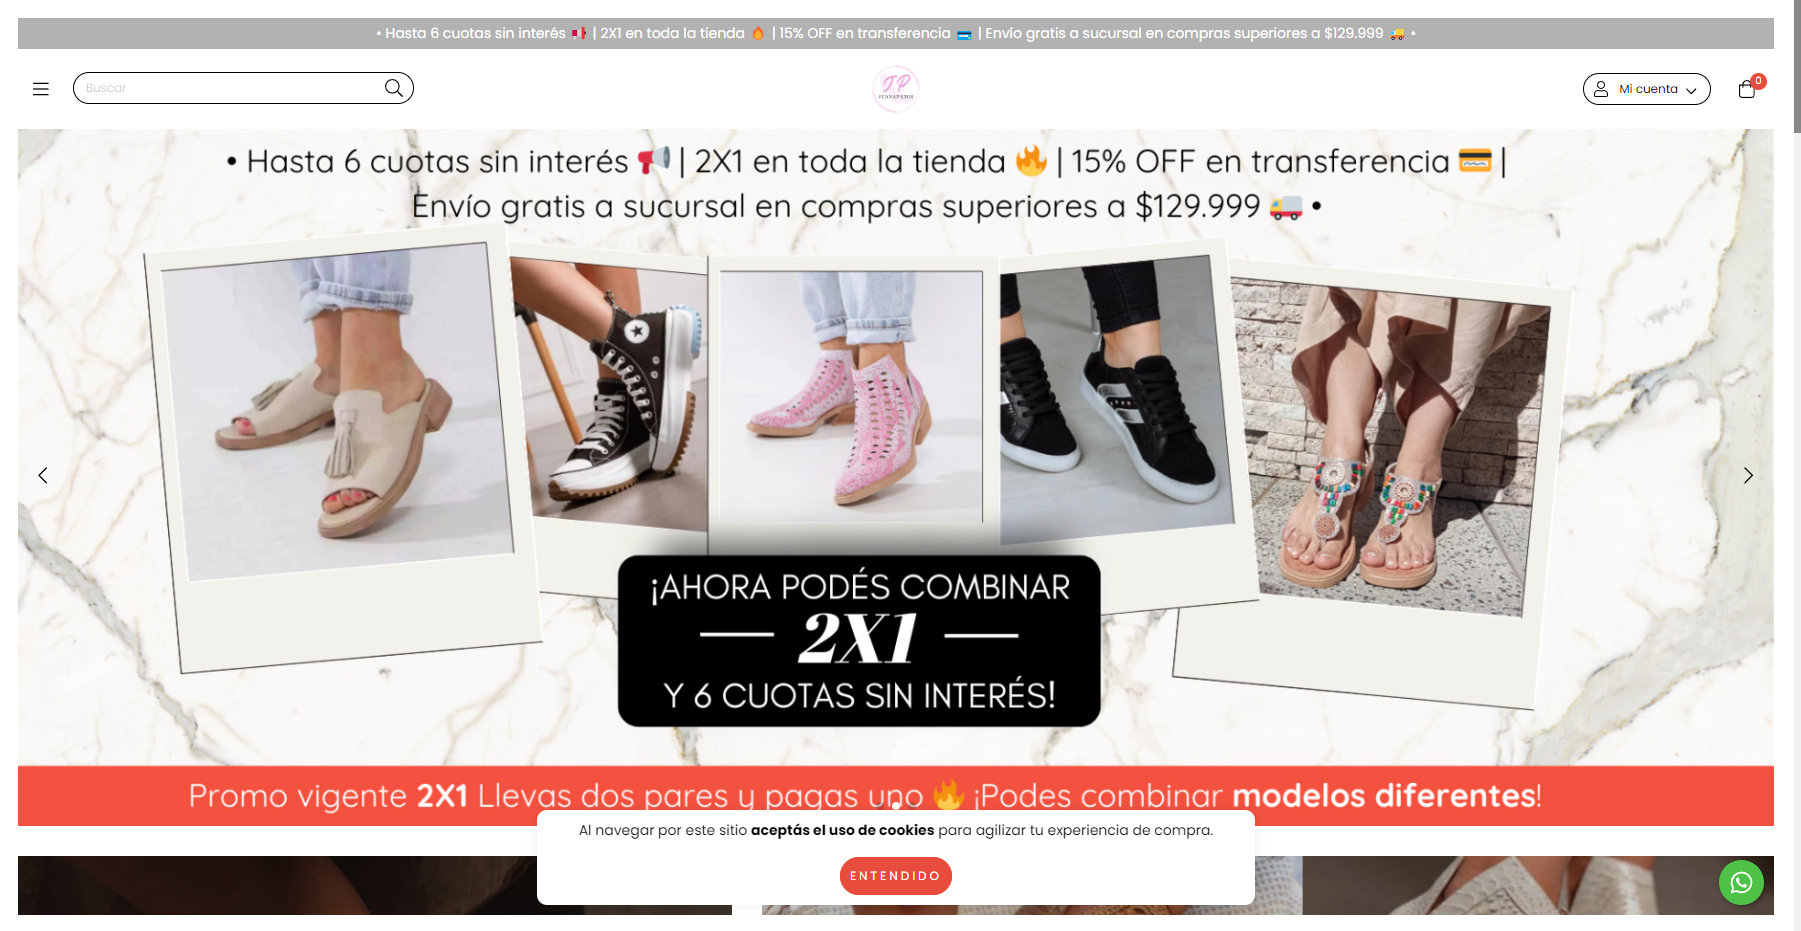 • Hasta 6 cuotas sin interés 📢 | 2X1 en toda la tienda 🔥 | 15% OFF en transferencia 💳 | Envío gratis a sucursal en compras superiores a $129.999 🚚 •
Buscar
JP
JUANAPATOS
Mi cuenta
0
• Hasta 6 cuotas sin interés 📢 | 2X1 en toda la tienda 🔥 | 15% OFF en transferencia 💳 |
Envío gratis a sucursal en compras superiores a $129.999 🚚 •
¡AHORA PODÉS COMBINAR
2X1
Y 6 CUOTAS SIN INTERÉS!
Promo vigente 2X1 Llevas dos pares y pagas uno 🔥 ¡Podes combinar modelos diferentes!
Al navegar por este sitio aceptás el uso de cookies para agilizar tu experiencia de compra.
ENTENDIDO